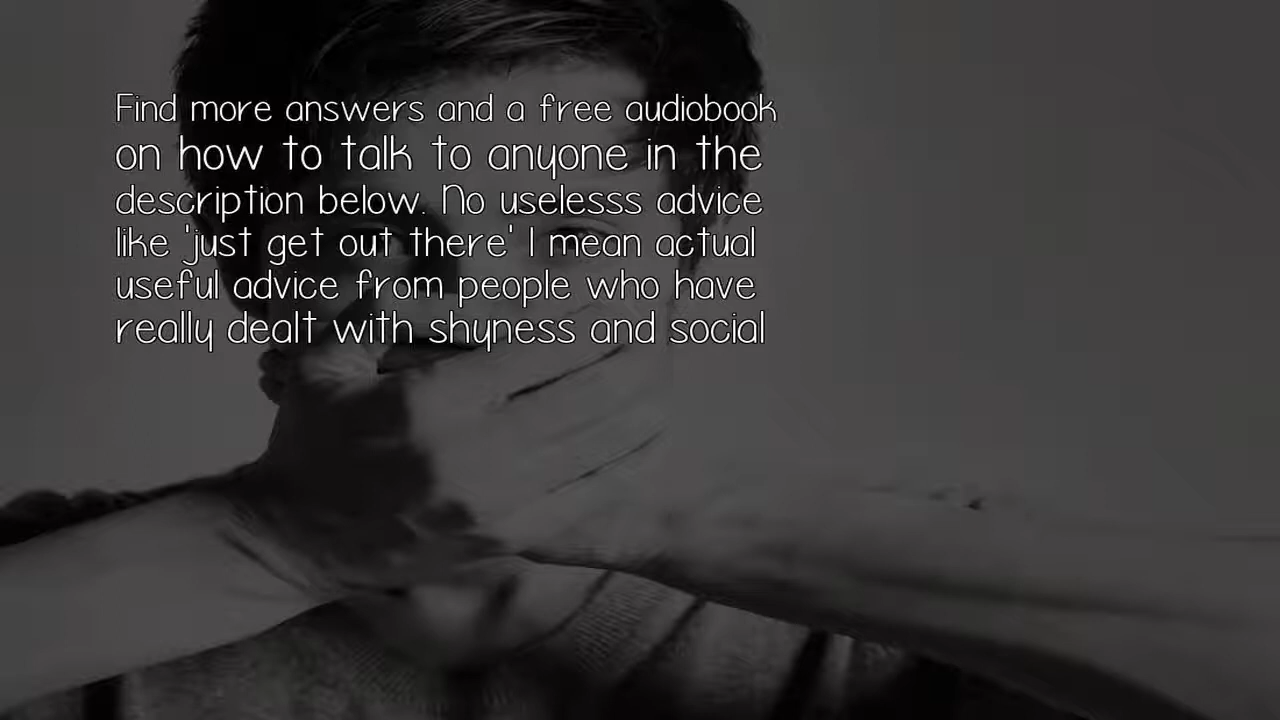 Find more answers and a free audiobook
on how to talk to anyone in the
description below. No uselesss advice
like 'just get out there' I mean actual
useful advice from people who have
really dealt with shyness and social